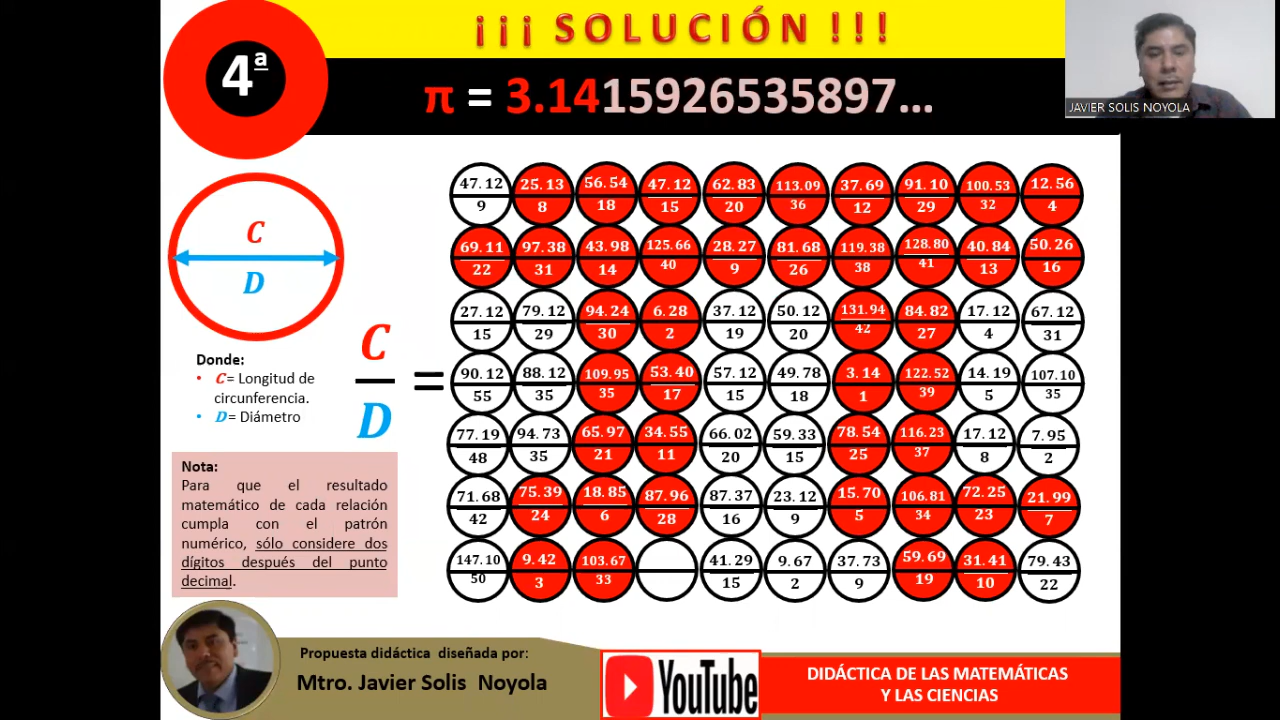 ¡¡¡ SOLUCIÓN !!!
4ª
π = 3.1415926535897...
JAVIER SOLIS NOYOLA
C
D
Donde:
• C = Longitud de
circunferencia.
• D = Diámetro
C
D
=
47.12 25.13 56.54 47.12 62.83 113.09 37.69 91.10 100.53 12.56
9 8 18 15 20 36 12 29 32 4
69.11 97.38 43.98 125.66 28.27 81.68 119.38 128.80 40.84 50.26
22 31 14 40 9 26 38 41 13 16
27.12 79.12 94.24 6.28 37.12 50.12 131.94 84.82 17.12 67.12
15 29 30 2 19 20 42 27 4 31
90.12 88.12 109.95 53.40 57.12 49.78 3.14 122.52 14.19 107.10
55 35 35 17 15 18 1 39 5 35
77.19 94.73 65.97 34.55 66.02 59.33 78.54 116.23 17.12 7.95
48 35 21 11 20 15 25 37 8 2
71.68 75.39 18.85 87.96 87.37 23.12 15.70 106.81 72.25 21.99
42 24 6 28 16 9 5 34 23 7
147.10 9.42 103.67 41.29 9.67 37.73 59.69 31.41 79.43
50 3 33 15 2 9 19 10 22
Nota:
Para que el resultado
matemático de cada relación
cumpla con el patrón
numérico, sólo considere dos
dígitos después del punto
decimal.
Propuesta didáctica diseñada por:
Mtro. Javier Solis Noyola
YouTube
DIDÁCTICA DE LAS MATEMÁTICAS
Y LAS CIENCIAS